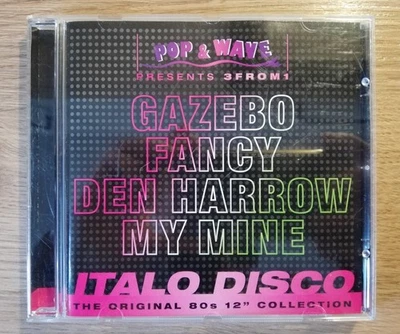 POP & WAVE
PRESENTS 3FROM1
GAZEBO
FANCY
DEN HARROW
MY MINE
ITALO DISCO
THE ORIGINAL 80s 12" COLLECTION